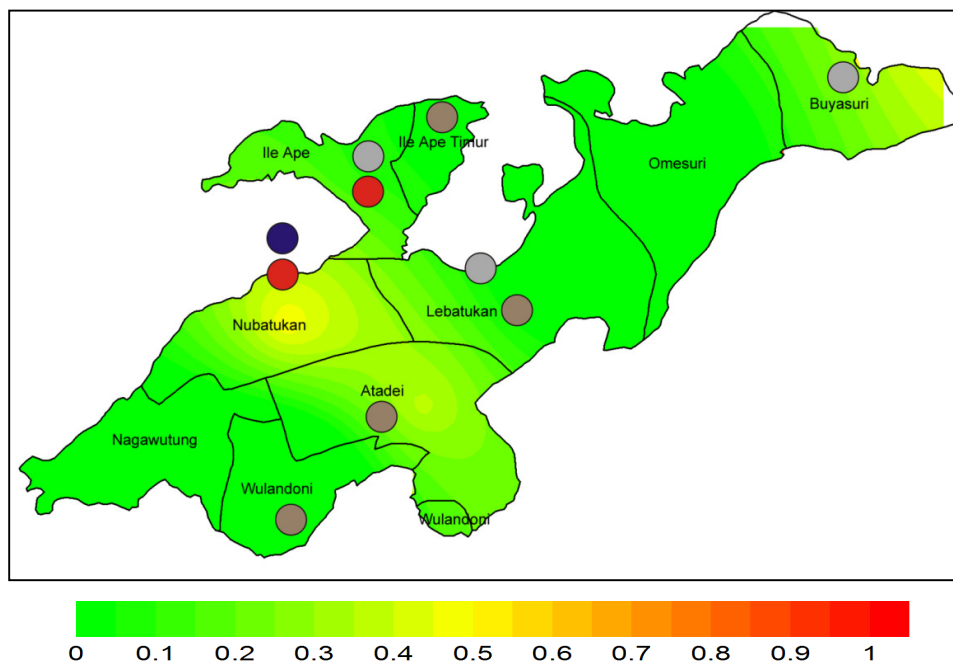 Buyasuri
Ile Ape Timur
Ile Ape
Omesuri
Lebatukan
Nubatukan
Atadei
Nagawutung
Wulandoni
Wulandoni
0 0.1 0.2 0.3 0.4 0.5 0.6 0.7 0.8 0.9 1